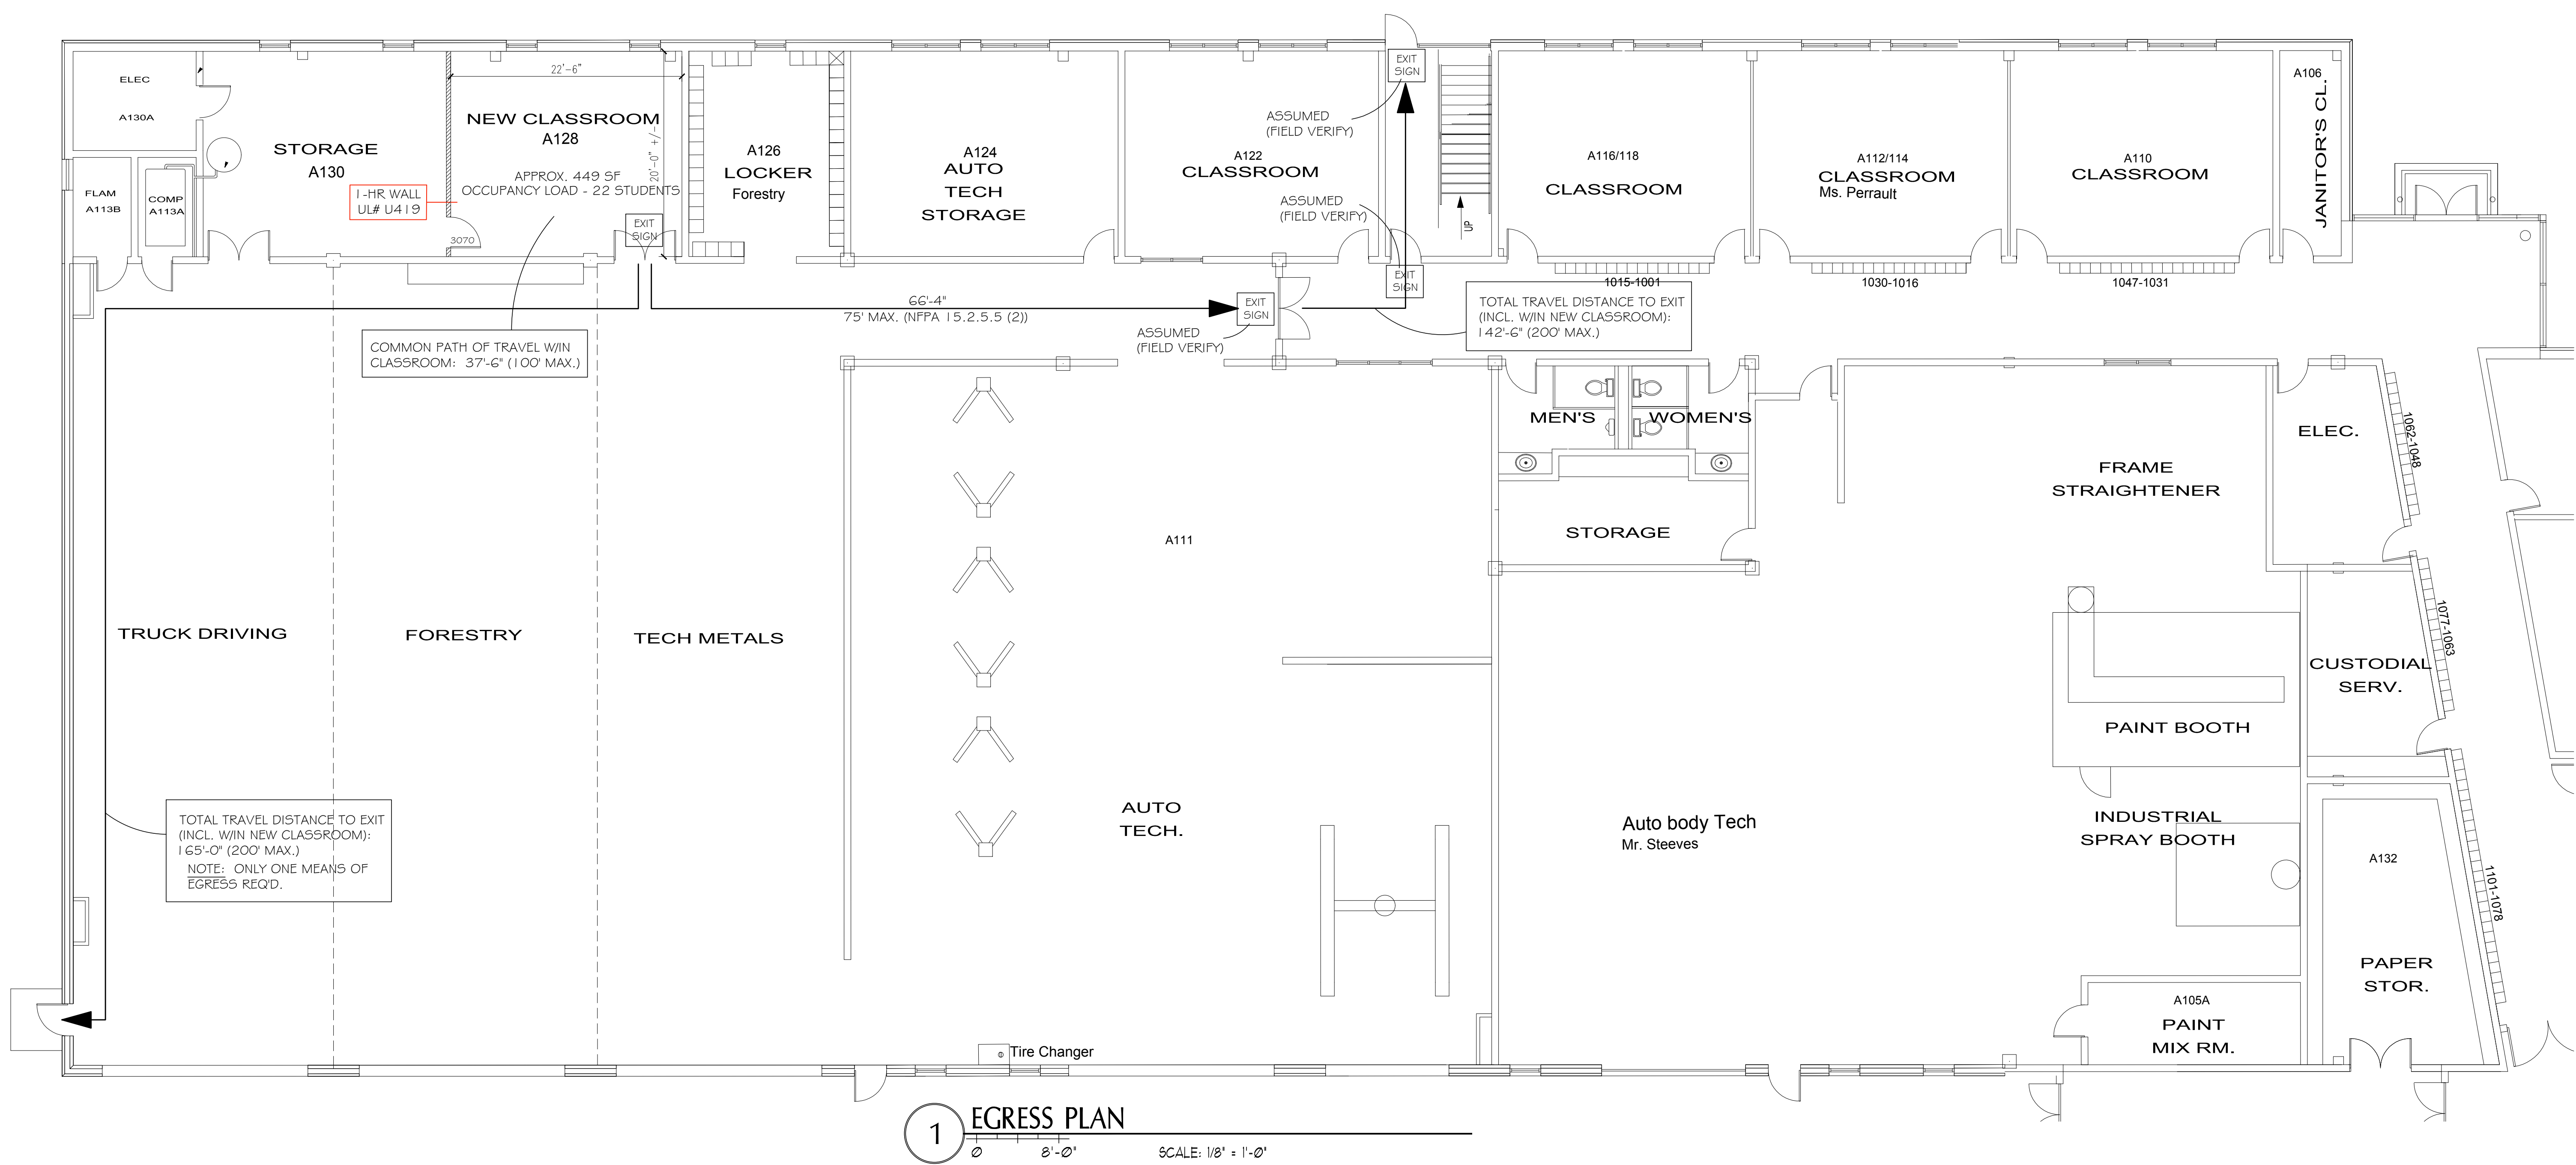 ELEC
A130A
STORAGE
A130
FLAM
A113B
COMP
A113A
1-HR WALL
UL# U419
22'-6"
NEW CLASSROOM
A128
20'-0" +/-
APPROX. 449 SF
OCCUPANCY LOAD - 22 STUDENTS
3070
EXIT
SIGN
A126
LOCKER
Forestry
A124
AUTO
TECH
STORAGE
A122
CLASSROOM
EXIT
SIGN
ASSUMED
(FIELD VERIFY)
ASSUMED
(FIELD VERIFY)
EXIT
SIGN
UP
A116/118
CLASSROOM
A112/114
CLASSROOM
Ms. Perrault
A110
CLASSROOM
A106
JANITOR'S CL.
1015-1001
1030-1016
1047-1031
66'-4"
75' MAX. (NFPA 15.2.5.5 (2))
EXIT
SIGN
ASSUMED
(FIELD VERIFY)
TOTAL TRAVEL DISTANCE TO EXIT
(INCL. W/IN NEW CLASSROOM):
142'-6" (200' MAX.)
COMMON PATH OF TRAVEL W/IN
CLASSROOM: 37'-6" (100' MAX.)
MEN'S
WOMEN'S
STORAGE
FRAME
STRAIGHTENER
ELEC.
1062-1048
A111
TRUCK DRIVING
FORESTRY
TECH METALS
1077-1063
CUSTODIAL
SERV.
PAINT BOOTH
TOTAL TRAVEL DISTANCE TO EXIT
(INCL. W/IN NEW CLASSROOM):
165'-0" (200' MAX.)
NOTE: ONLY ONE MEANS OF
EGRESS REQ'D.
AUTO
TECH.
Auto body Tech
Mr. Steeves
INDUSTRIAL
SPRAY BOOTH
A132
1101-1078
PAPER
STOR.
A105A
PAINT
MIX RM.
Tire Changer
1
EGRESS PLAN
0 8'-0" SCALE: 1/8" = 1'-0"